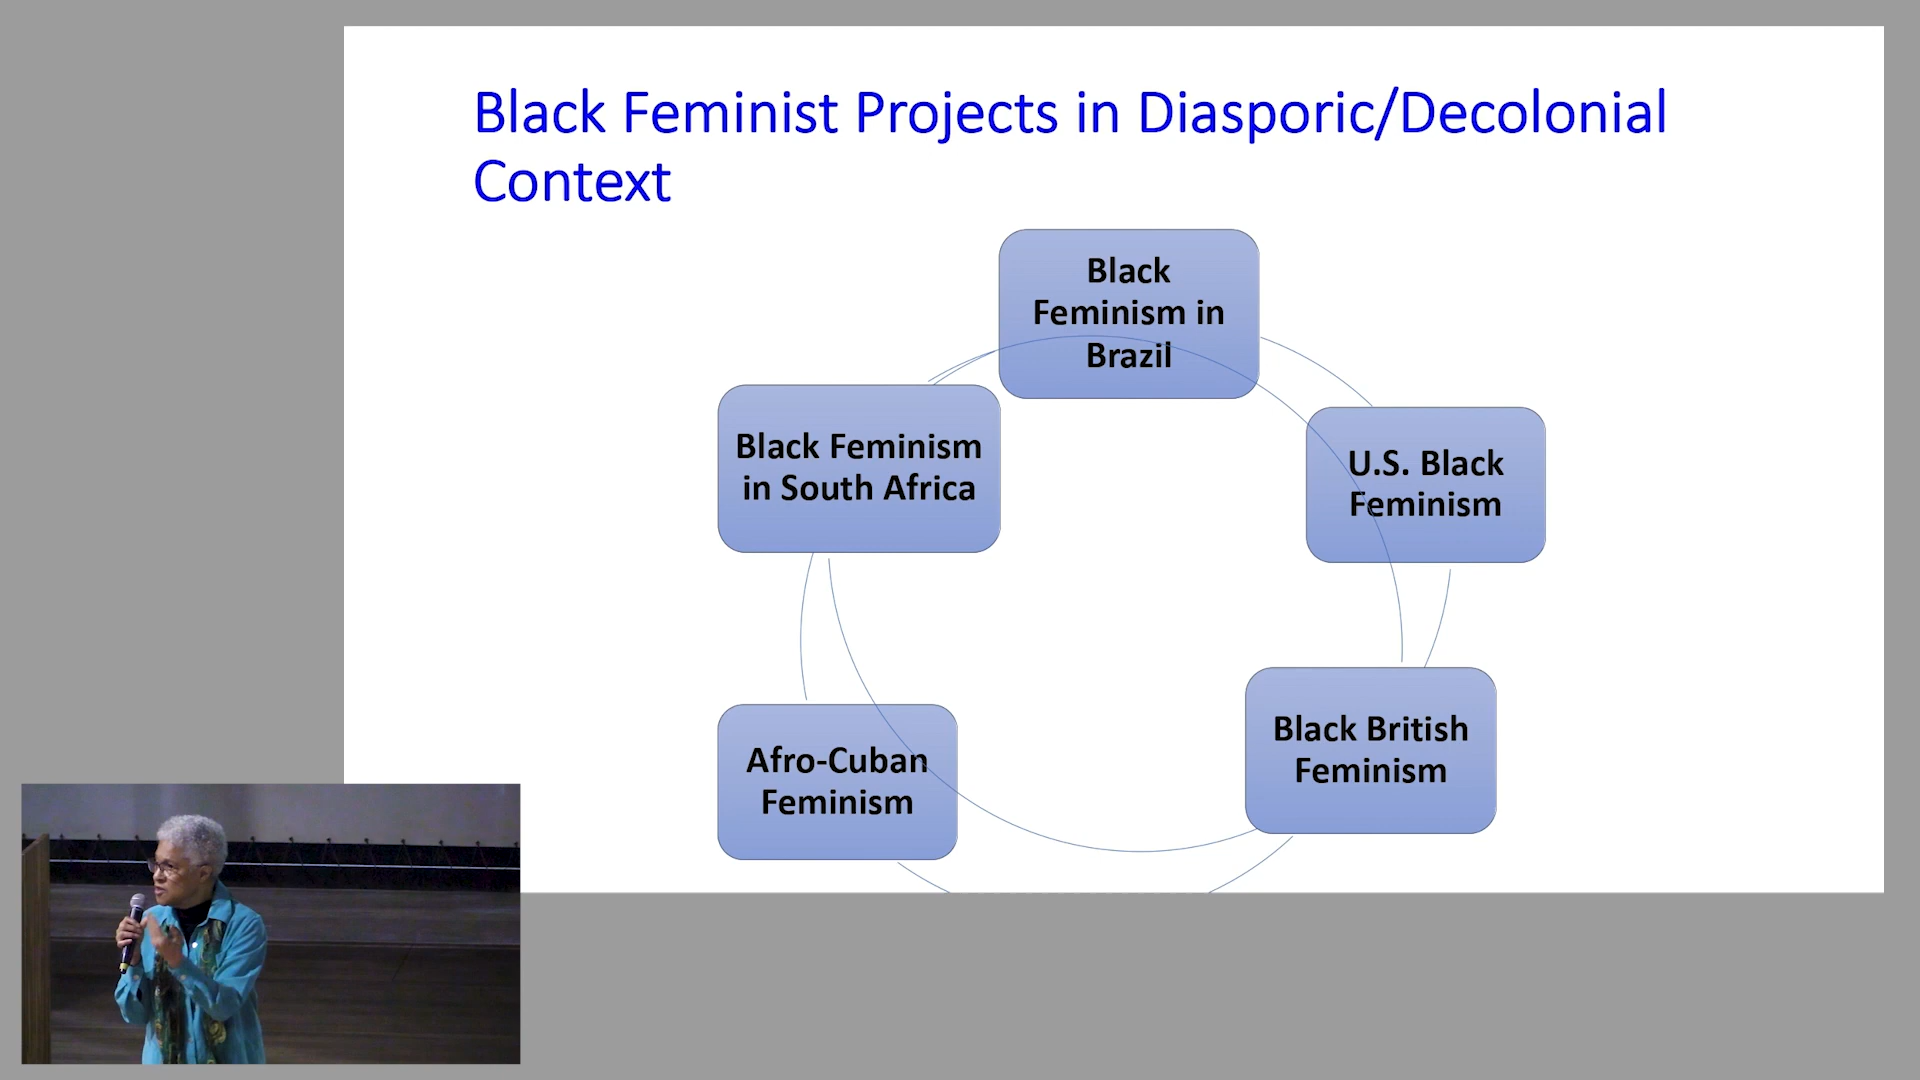 Black Feminist Projects in Diasporic/Decolonial
Context
Black
Feminism in
Brazil
Black Feminism
in South Africa
U.S. Black
Feminism
Afro-Cuban
Feminism
Black British
Feminism